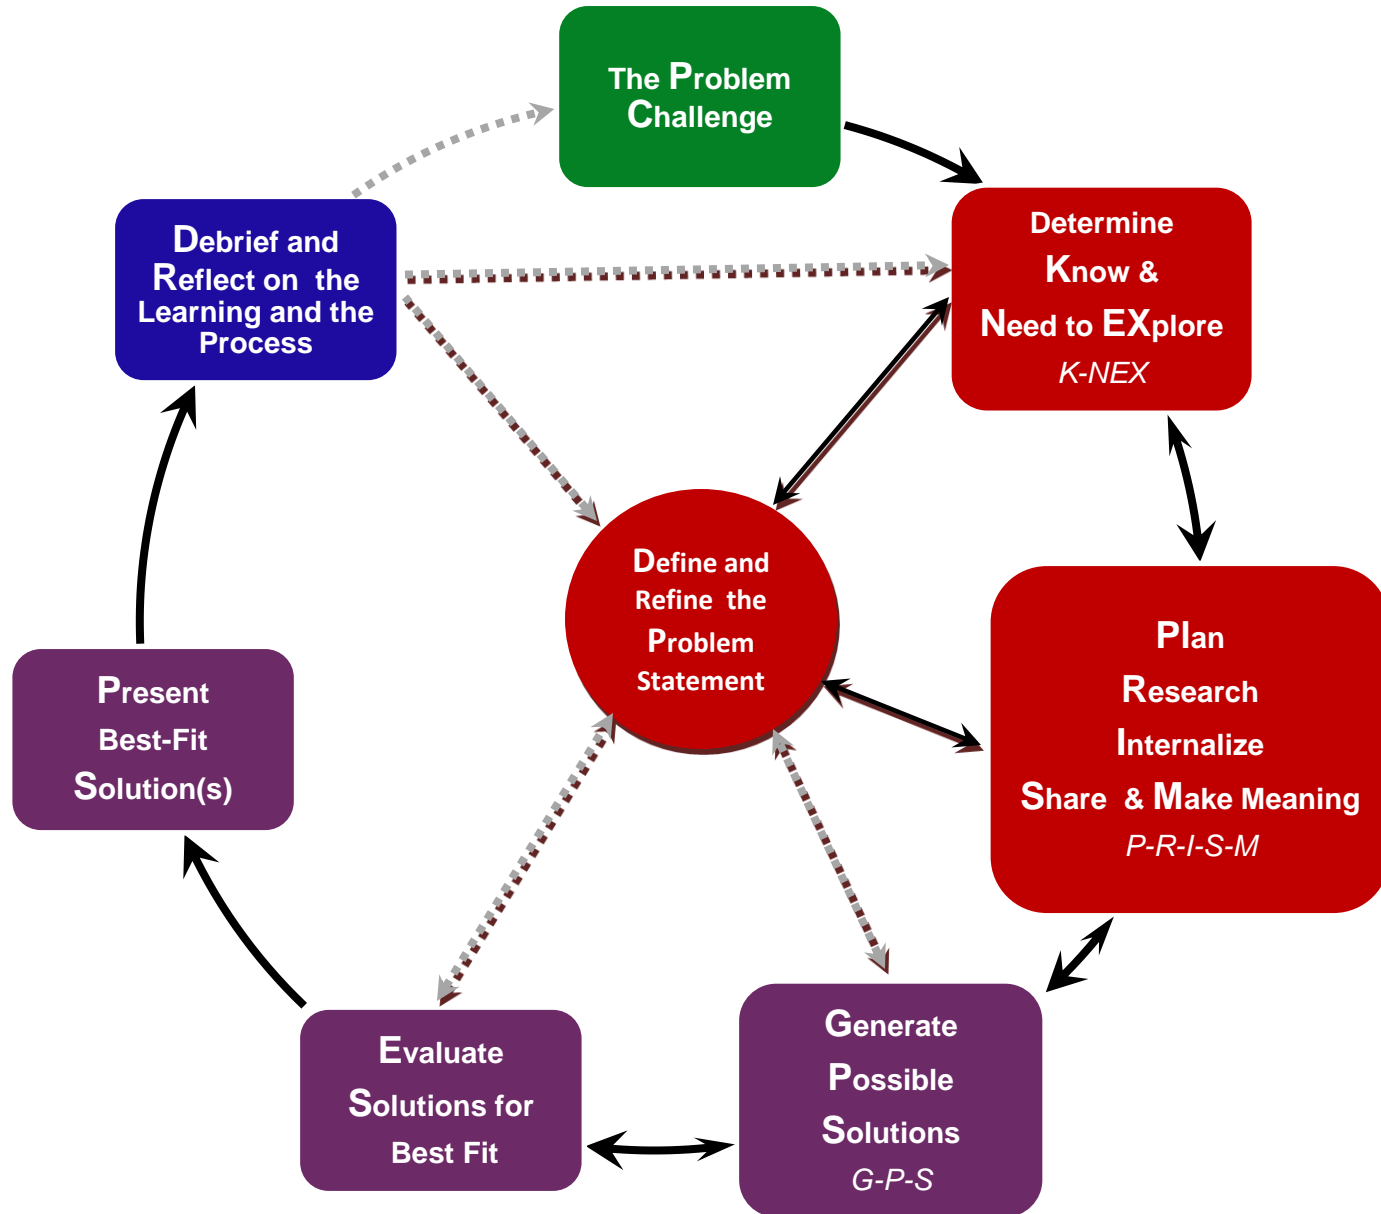 The Problem
Challenge
Determine
Know &
Need to EXplore
K-NEX
Plan
Research
Internalize
Share & Make Meaning
P-R-I-S-M
Generate
Possible
Solutions
G-P-S
Evaluate
Solutions for
Best Fit
Present
Best-Fit
Solution(s)
Debrief and
Reflect on the
Learning and the
Process
Define and
Refine the
Problem
Statement